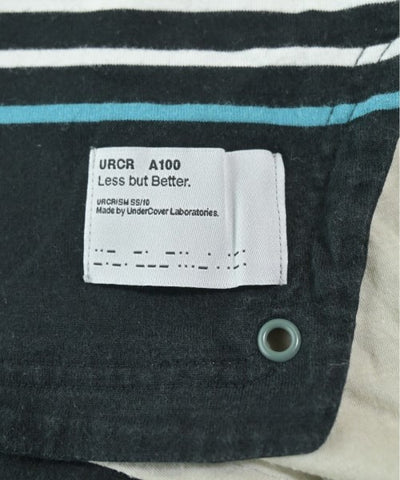 URCR A100
Less but Better.
URCRISM SS/10
Made by UnderCover Laboratories.